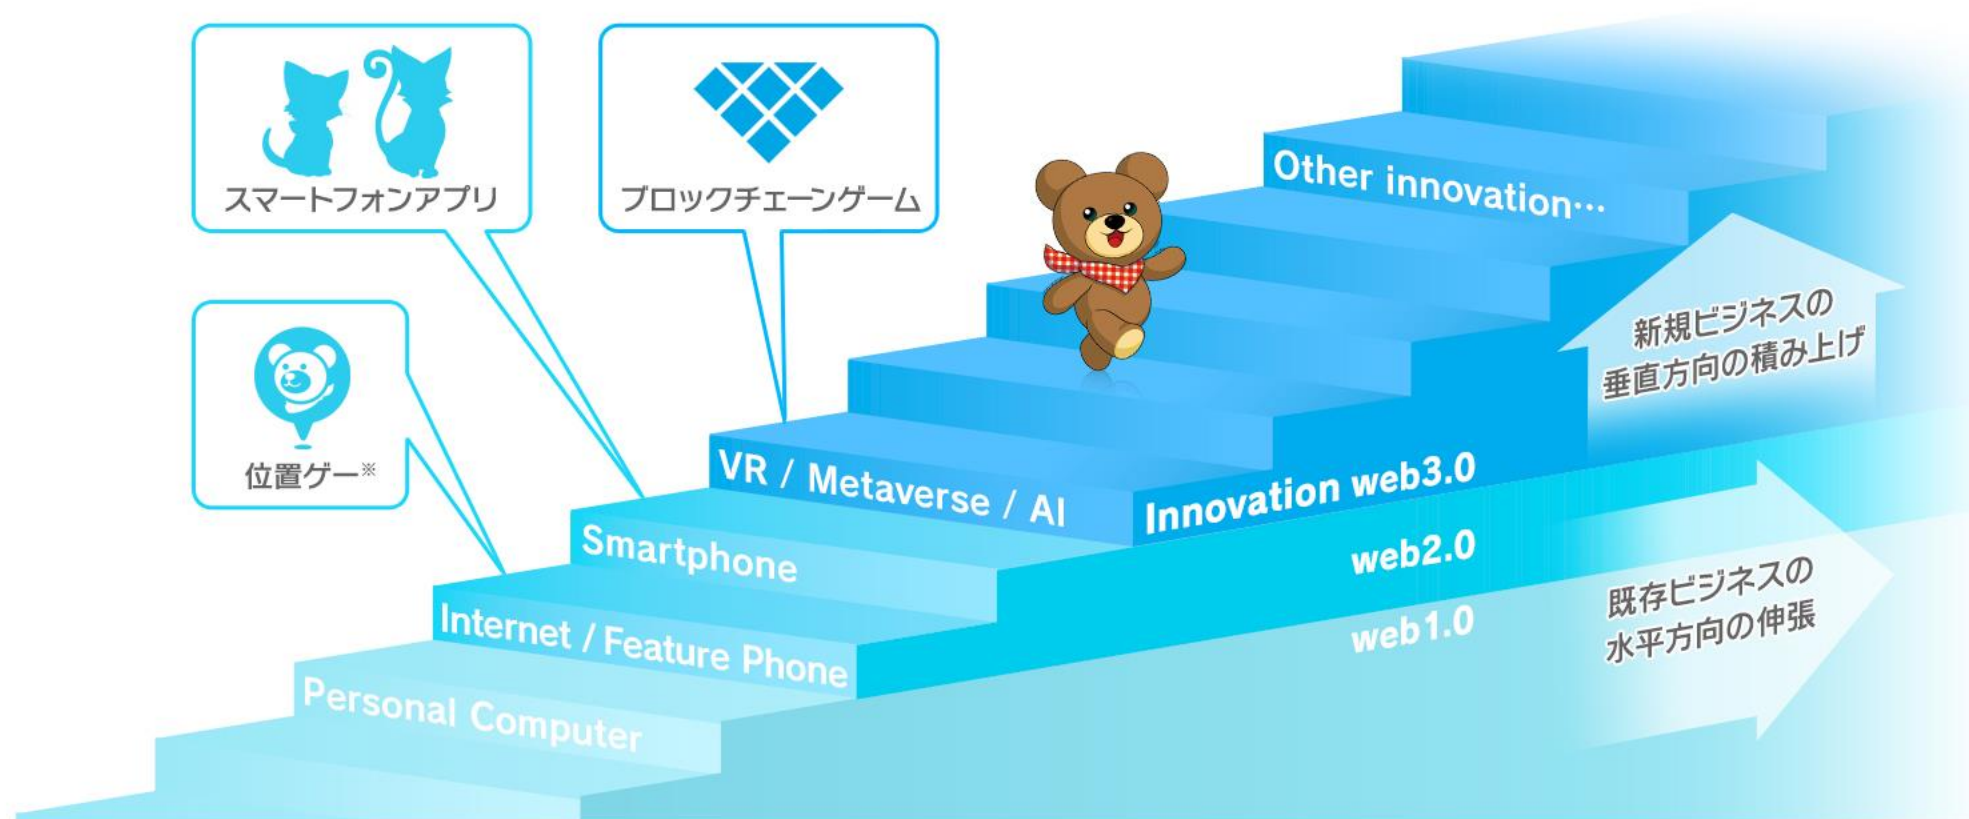 スマートフォンアプリ
ブロックチェーンゲーム
位置ゲー※
Other innovation…
VR / Metaverse / AI
Smartphone
Internet / Feature Phone
Personal Computer
Innovation web3.0
web2.0
web1.0
新規ビジネスの
垂直方向の積み上げ
既存ビジネスの
水平方向の伸張